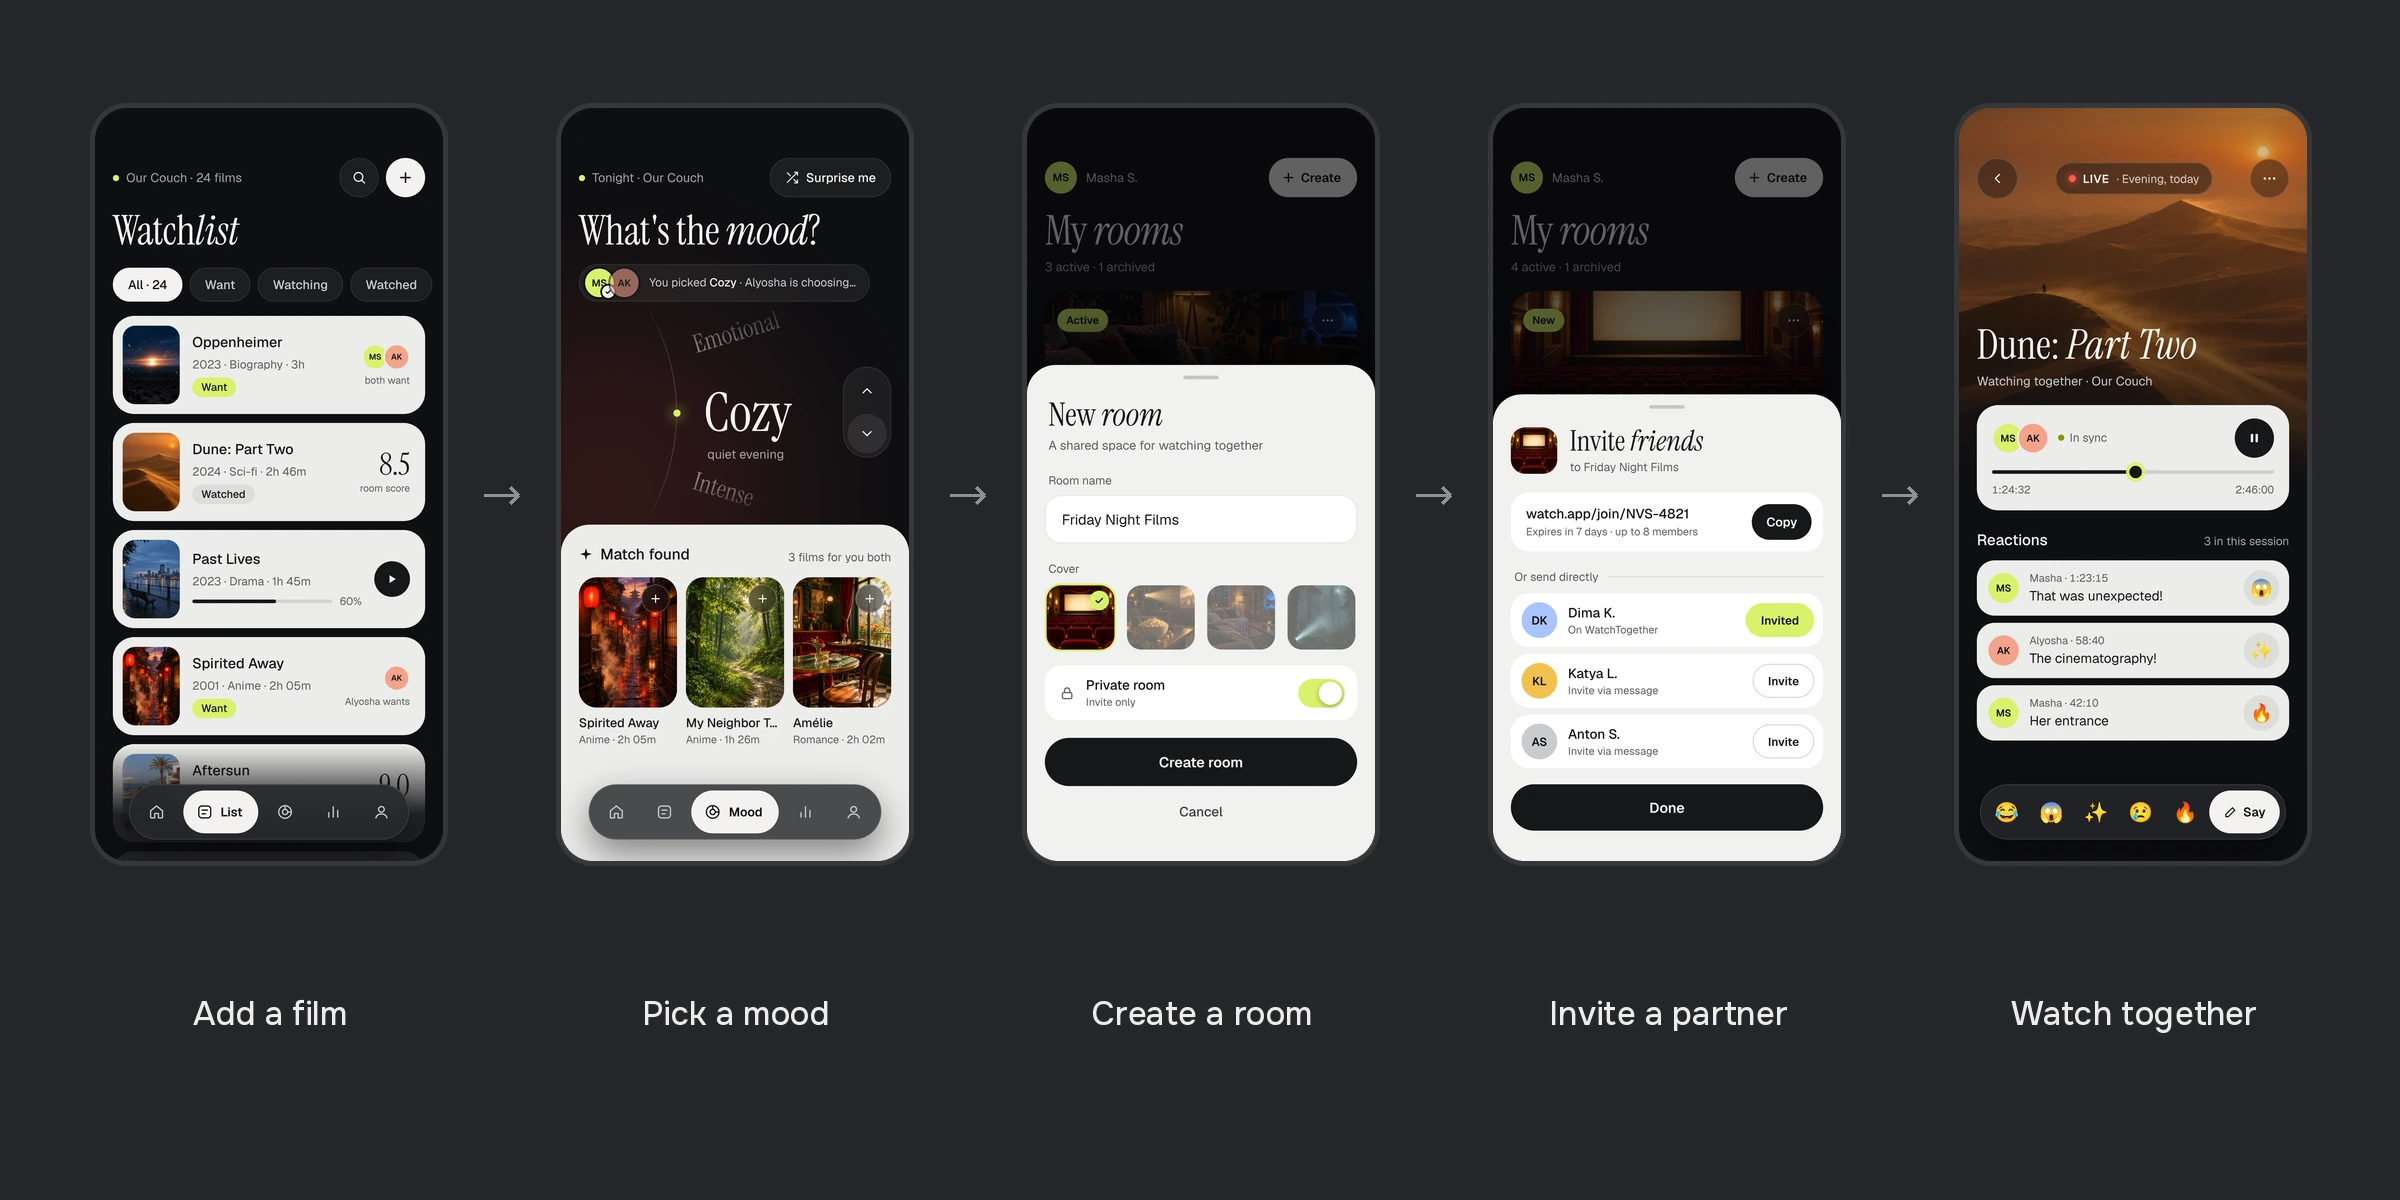 Our Couch · 24 films
Watchlist
All · 24
Want
Watching
Watched
Oppenheimer
2023 · Biography · 3h
Want
MS
AK
both want
Dune: Part Two
2024 · Sci-fi · 2h 46m
Watched
8.5
room score
Past Lives
2023 · Drama · 1h 45m
60%
Spirited Away
2001 · Anime · 2h 05m
Want
AK
Alyosha wants
Aftersun
9.0
List
Add a film
Tonight · Our Couch
Surprise me
What's the mood?
MS
AK
You picked Cozy · Alyosha is choosing...
Emotional
Cozy
quiet evening
Intense
Match found
3 films for you both
Spirited Away
Anime · 2h 05m
My Neighbor T...
Anime · 1h 26m
Amélie
Romance · 2h 02m
Mood
Pick a mood
MS
Masha S.
+ Create
My rooms
3 active · 1 archived
Active
New room
A shared space for watching together
Room name
Friday Night Films
Cover
Private room
Invite only
Create room
Cancel
Create a room
MS
Masha S.
+ Create
My rooms
4 active · 1 archived
New
Invite friends
to Friday Night Films
watch.app/join/NVS-4821
Expires in 7 days · up to 8 members
Copy
Or send directly
DK
Dima K.
On WatchTogether
Invited
KL
Katya L.
Invite via message
Invite
AS
Anton S.
Invite via message
Invite
Done
Invite a partner
LIVE · Evening, today
Dune: Part Two
Watching together · Our Couch
MS
AK
In sync
1:24:32
2:46:00
Reactions
3 in this session
MS
Masha · 1:23:15
That was unexpected!
AK
Alyosha · 58:40
The cinematography!
MS
Masha · 42:10
Her entrance
Say
Watch together